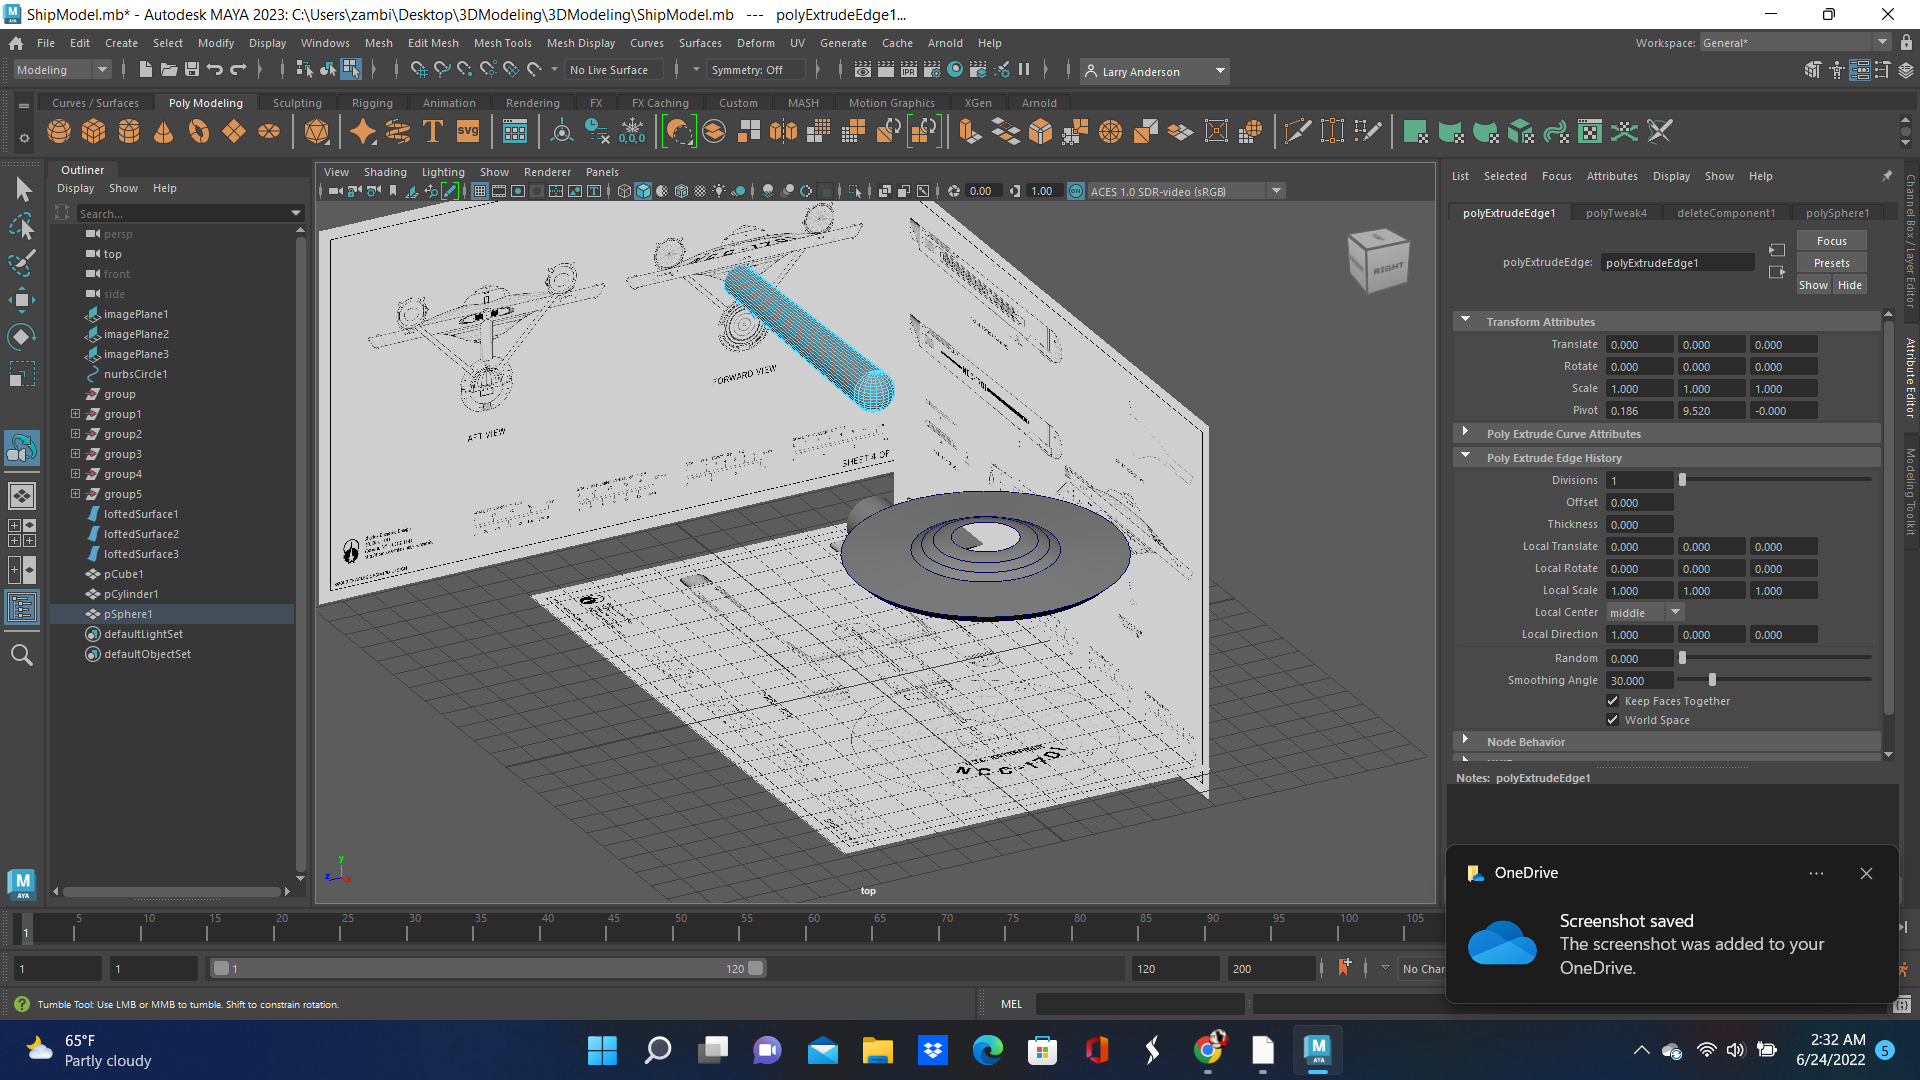 ShipModel.mb* - Autodesk MAYA 2023: C:\Users\zambi\Desktop\3DModeling\3DModeling\ShipModel.mb --- polyExtrudeEdge1...
File Edit Create Select Modify Display Windows Mesh Edit Mesh Mesh Tools Mesh Display Curves Surfaces Deform UV Generate Cache Arnold Help
Workspace: General*
Modeling
No Live Surface
Symmetry: Off
Larry Anderson
Curves / Surfaces Poly Modeling Sculpting Rigging Animation Rendering FX FX Caching Custom MASH Motion Graphics XGen Arnold
Outliner
Display Show Help
Search...
persp
top
front
side
imagePlane1
imagePlane2
imagePlane3
nurbsCircle1
group
group1
group2
group3
group4
group5
loftedSurface1
loftedSurface2
loftedSurface3
pCube1
pCylinder1
pSphere1
defaultLightSet
defaultObjectSet
View Shading Lighting Show Renderer Panels
0.00 1.00 ACES 1.0 SDR-video (sRGB)
RIGHT
FORWARD VIEW
AFT VIEW
SHEET 4 OF
NCC-1701
top
List Selected Focus Attributes Display Show Help
polyExtrudeEdge1 polyTweak4 deleteComponent1 polySphere1
polyExtrudeEdge: polyExtrudeEdge1
Focus
Presets
Show Hide
Transform Attributes
Translate 0.000 0.000 0.000
Rotate 0.000 0.000 0.000
Scale 1.000 1.000 1.000
Pivot 0.186 9.520 -0.000
Poly Extrude Curve Attributes
Poly Extrude Edge History
Divisions 1
Offset 0.000
Thickness 0.000
Local Translate 0.000 0.000 0.000
Local Rotate 0.000 0.000 0.000
Local Scale 1.000 1.000 1.000
Local Center middle
Local Direction 1.000 0.000 0.000
Random 0.000
Smoothing Angle 30.000
Keep Faces Together
World Space
Node Behavior
Notes: polyExtrudeEdge1
Channel Box / Layer Editor
Attribute Editor
Modeling Toolkit
OneDrive
Screenshot saved
The screenshot was added to your
OneDrive.
5 10 15 20 25 30 35 40 45 50 55 60 65 70 75 80 85 90 95 100 105
1
1 1 1 120 120 200 No Char
Tumble Tool: Use LMB or MMB to tumble. Shift to constrain rotation.
MEL
65°F
Partly cloudy
2:32 AM
6/24/2022
5